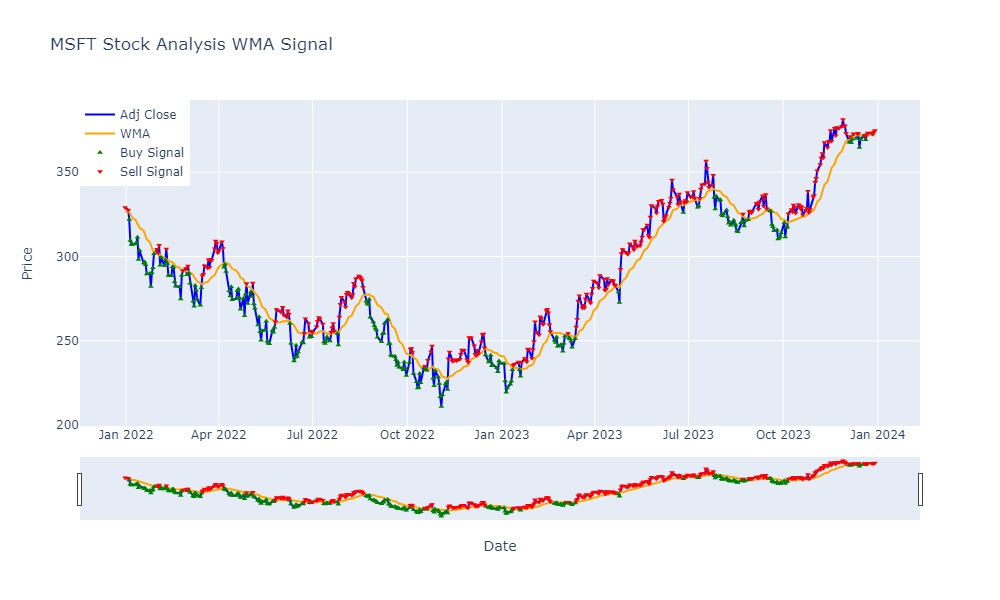 MSFT Stock Analysis WMA Signal
Adj Close
WMA
Buy Signal
Sell Signal
Price
350
300
250
200
Jan 2022 Apr 2022 Jul 2022 Oct 2022 Jan 2023 Apr 2023 Jul 2023 Oct 2023 Jan 2024
Date